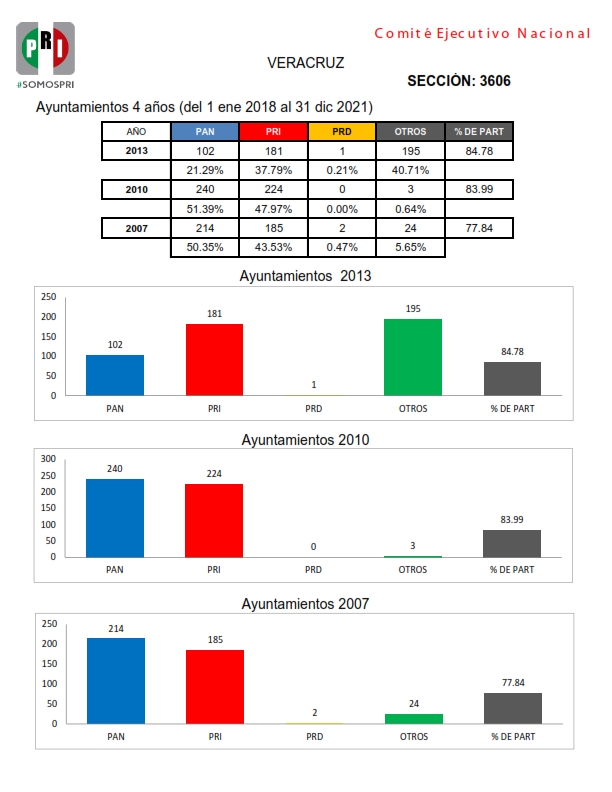 Comité Ejecutivo Nacional
PRI
#SOMOSPRI
VERACRUZ
SECCIÓN: 3606
Ayuntamientos 4 años (del 1 ene 2018 al 31 dic 2021)
AÑO PAN PRI PRD OTROS % DE PART
2013 102 181 1 195 84.78
21.29% 37.79% 0.21% 40.71%
2010 240 224 0 3 83.99
51.39% 47.97% 0.00% 0.64%
2007 214 185 2 24 77.84
50.35% 43.53% 0.47% 5.65%
Ayuntamientos 2013
250
200
150
100
50
0
102 181 1 195 84.78
PAN PRI PRD OTROS % DE PART
Ayuntamientos 2010
300
250
200
150
100
50
0
240 224 0 3 83.99
PAN PRI PRD OTROS % DE PART
Ayuntamientos 2007
250
200
150
100
50
0
214 185 2 24 77.84
PAN PRI PRD OTROS % DE PART